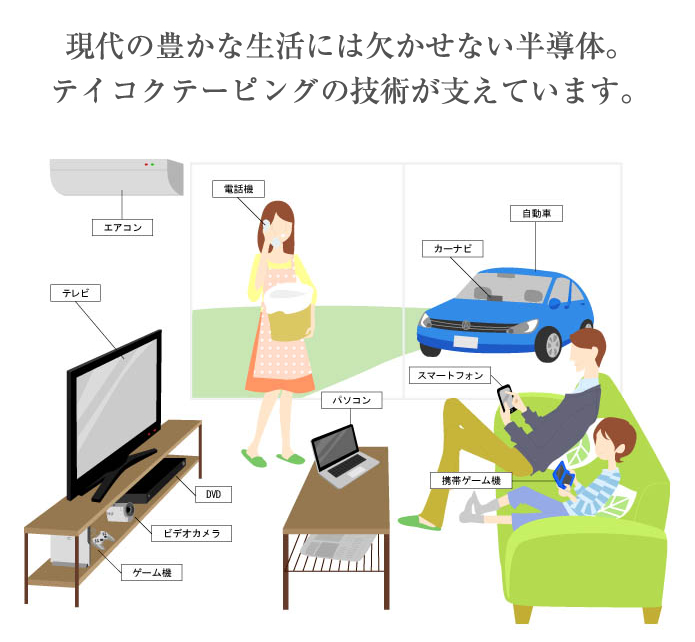 現代の豊かな生活には欠かせない半導体。
テイコクテーピングの技術が支えています。
電話機
自動車
エアコン
カーナビ
テレビ
スマートフォン
パソコン
携帯ゲーム機
DVD
ビデオカメラ
ゲーム機